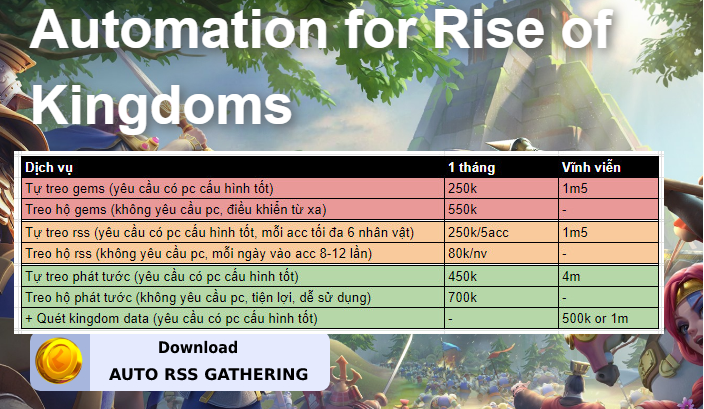 Automation for Rise of
Kingdoms
Dịch vụ 1 tháng Vĩnh viễn
Tự treo gems (yêu cầu có pc cấu hình tốt) 250k 1m5
Treo hộ gems (không yêu cầu pc, điều khiển từ xa) 550k -
Tự treo rss (yêu cầu có pc cấu hình tốt, mỗi acc tối đa 6 nhân vật) 250k/5acc 1m5
Treo hộ rss (không yêu cầu pc, mỗi ngày vào acc 8-12 lần) 80k/nv -
Tự treo phát tước (yêu cầu có pc cấu hình tốt) 450k 4m
Treo hộ phát tước (không yêu cầu pc, tiện lợi, dễ sử dụng) 700k -
+ Quét kingdom data (yêu cầu có pc cấu hình tốt) - 500k or 1m
Download
AUTO RSS GATHERING